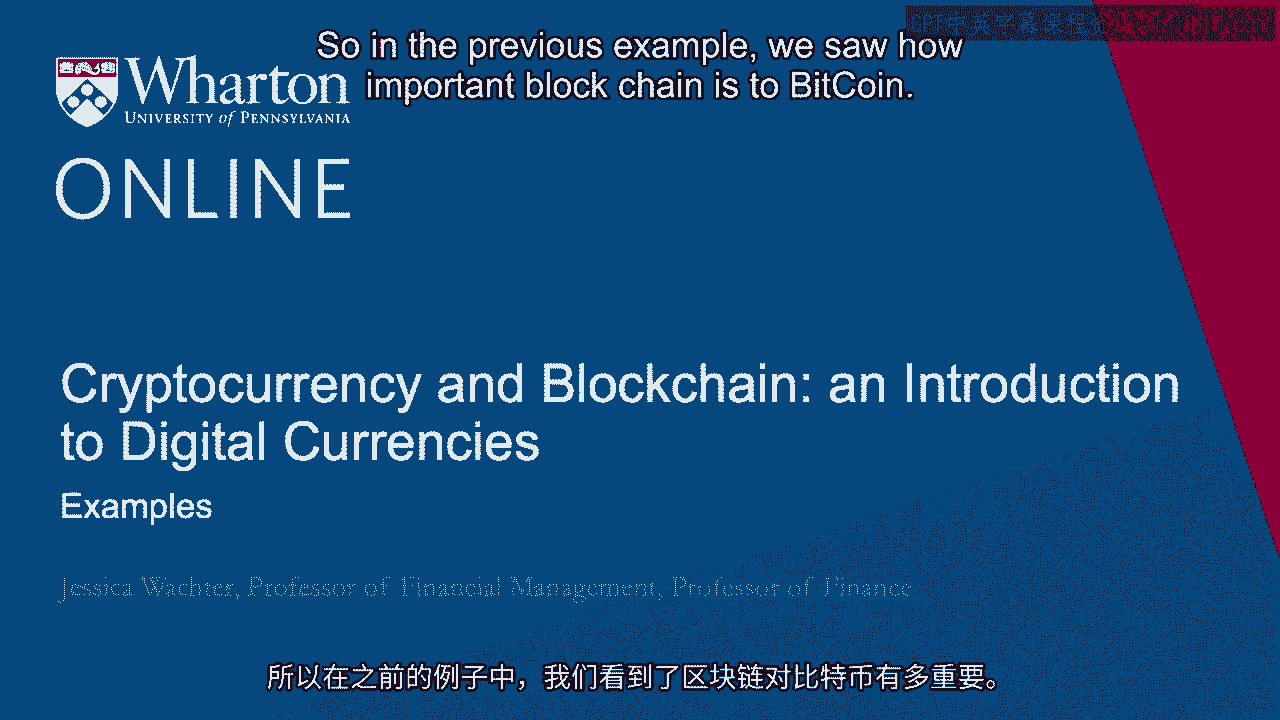 So in the previous example, we saw how
important block chain is to BitCoin.
Wharton
UNIVERSITY of PENNSYLVANIA
ONLINE
Cryptocurrency and Blockchain: an Introduction
to Digital Currencies
Examples
Jessica Wachter, Professor of Financial Management, Professor of Finance
所以在之前的例子中，我们看到了区块链对比特币有多重要。